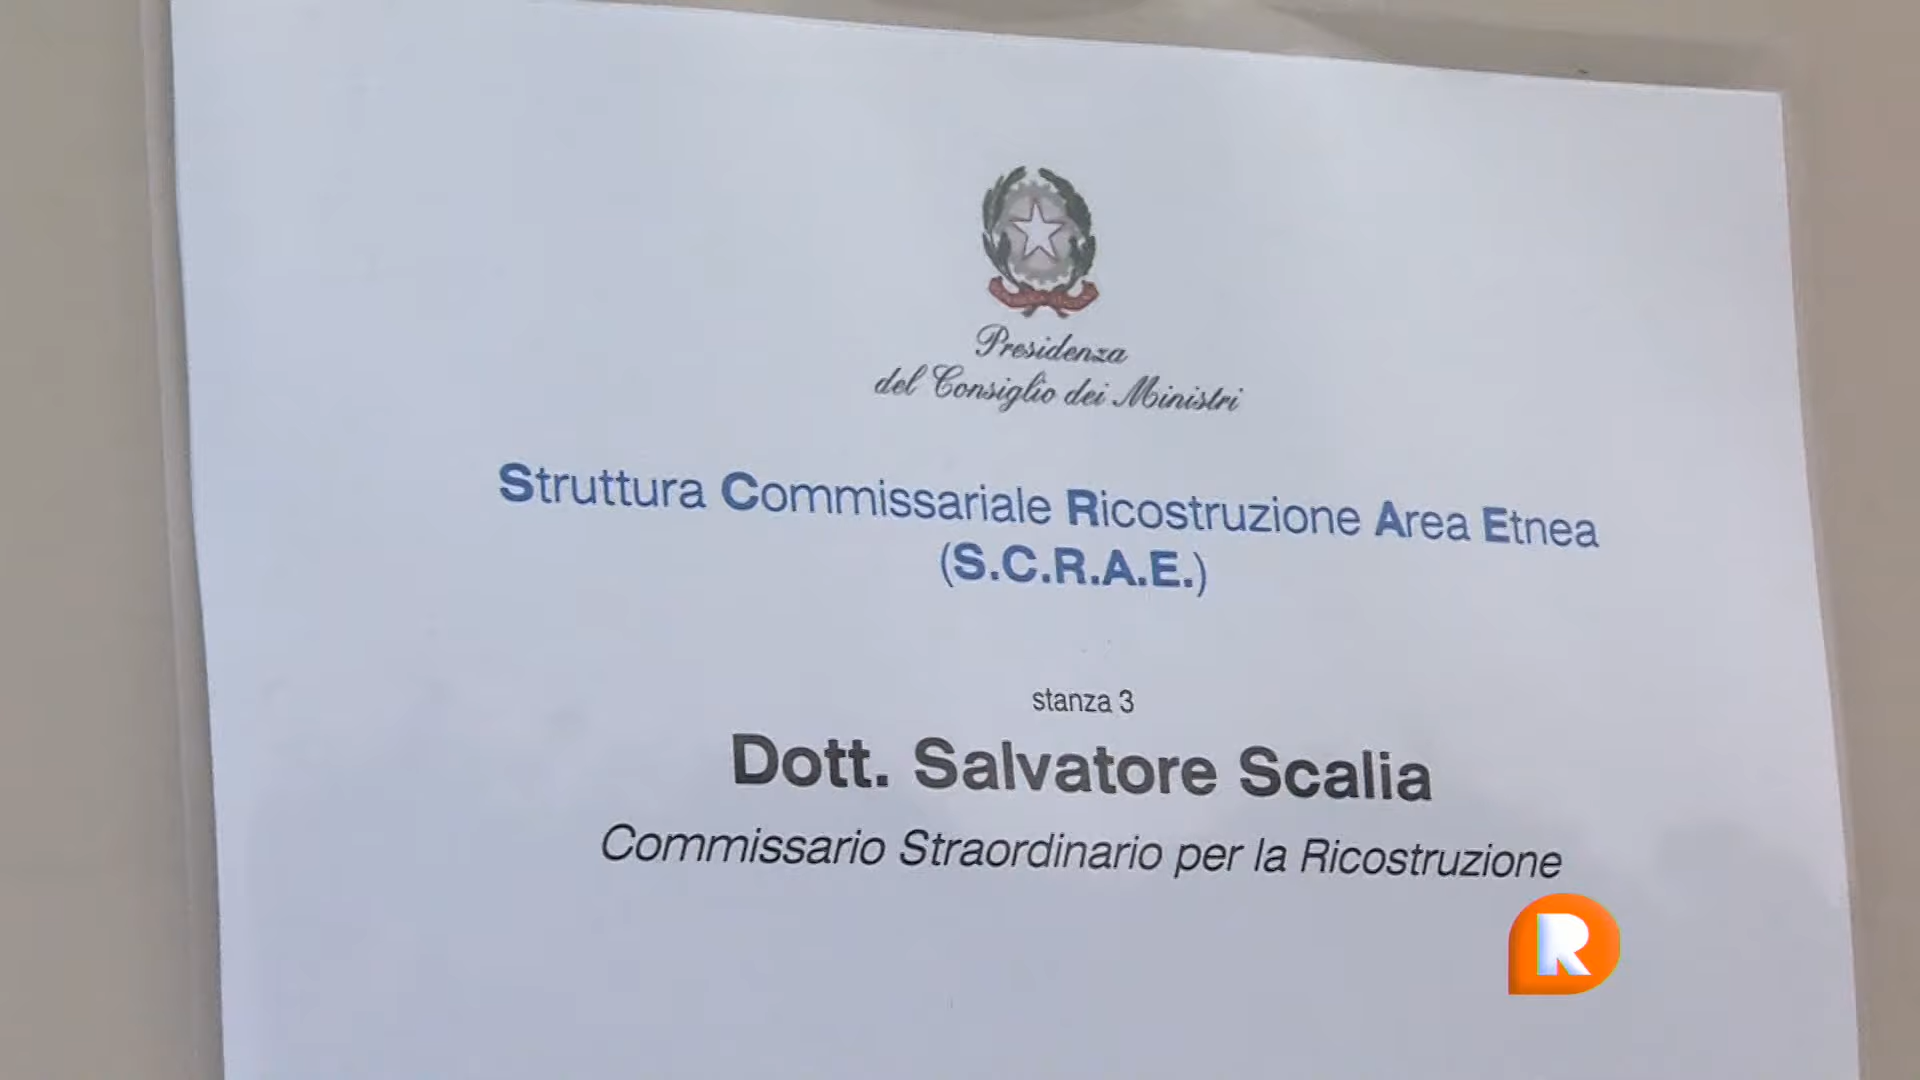 Presidenza
del Consiglio dei Ministri
Struttura Commissariale Ricostruzione Area Etnea
(S.C.R.A.E.)
stanza 3
Dott. Salvatore Scalia
Commissario Straordinario per la Ricostruzione
R